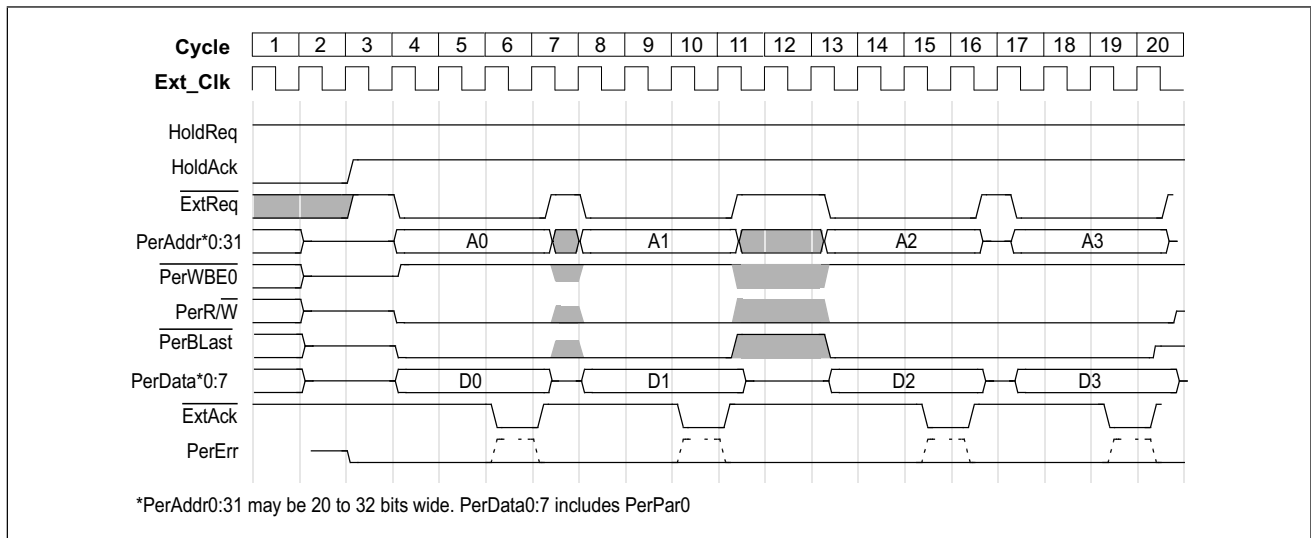 Cycle 1 2 3 4 5 6 7 8 9 10 11 12 13 14 15 16 17 18 19 20
Ext_Clk
HoldReq
HoldAck
ExtReq
PerAddr*0:31 A0 A1 A2 A3
PerWBE0
PerR/W
PerBLast
PerData*0:7 D0 D1 D2 D3
ExtAck
PerErr
*PerAddr0:31 may be 20 to 32 bits wide. PerData0:7 includes PerPar0